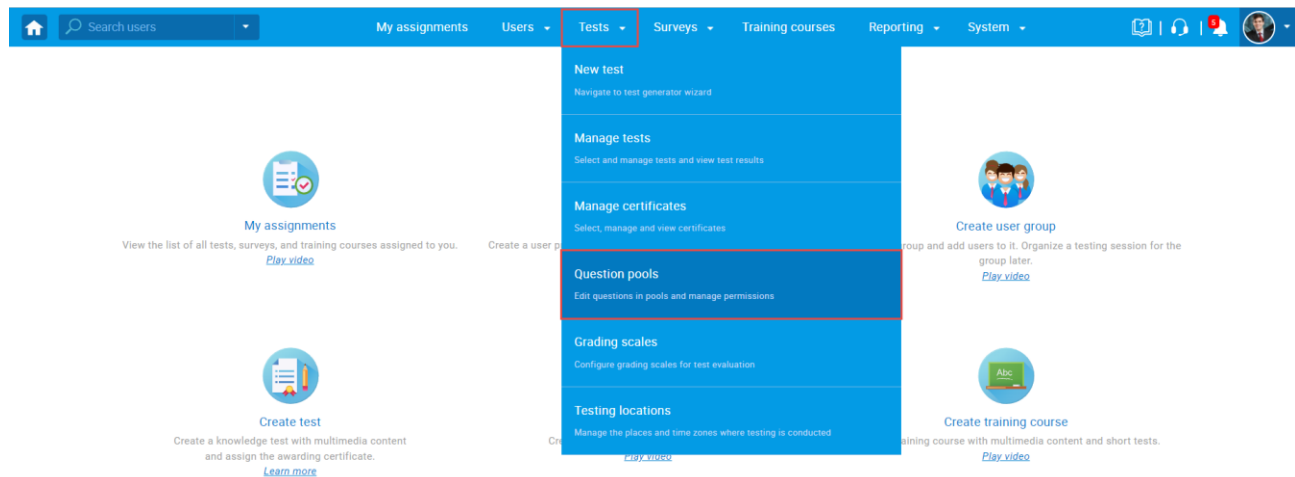 Search users
My assignments
Users
Tests
Surveys
Training courses
Reporting
System
5
New test
Navigate to test generator wizard
Manage tests
Select and manage tests and view test results
Manage certificates
Select, manage and view certificates
Question pools
Edit questions in pools and manage permissions
Grading scales
Configure grading scales for test evaluation
Testing locations
Manage the places and time zones where testing is conducted
My assignments
View the list of all tests, surveys, and training courses assigned to you.
Play video
Create a user
Create user group
and add users to it. Organize a testing session for the
group later.
Play video
Create test
Create a knowledge test with multimedia content
and assign the awarding certificate.
Learn more
Play video
Abc
Create training course
course with multimedia content and short tests.
Play video